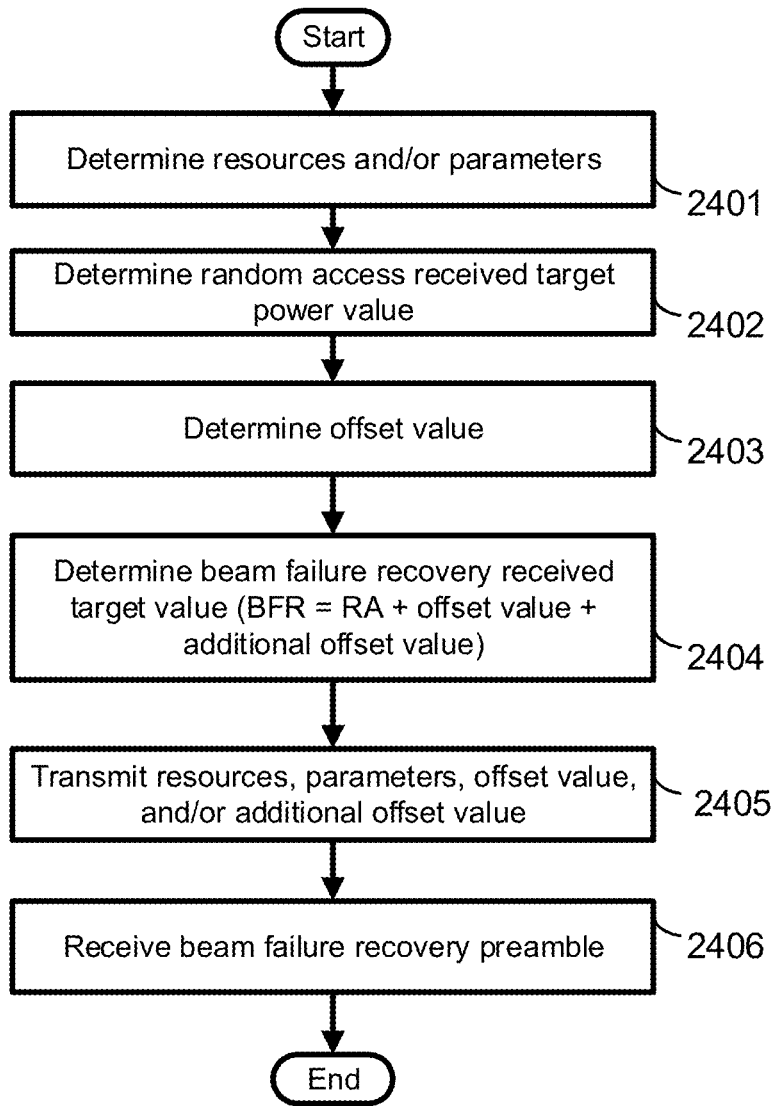 Start
Determine resources and/or parameters
2401
Determine random access received target
power value
2402
Determine offset value
2403
Determine beam failure recovery received
target value (BFR = RA + offset value +
additional offset value)
2404
Transmit resources, parameters, offset value,
and/or additional offset value
2405
Receive beam failure recovery preamble
2406
End